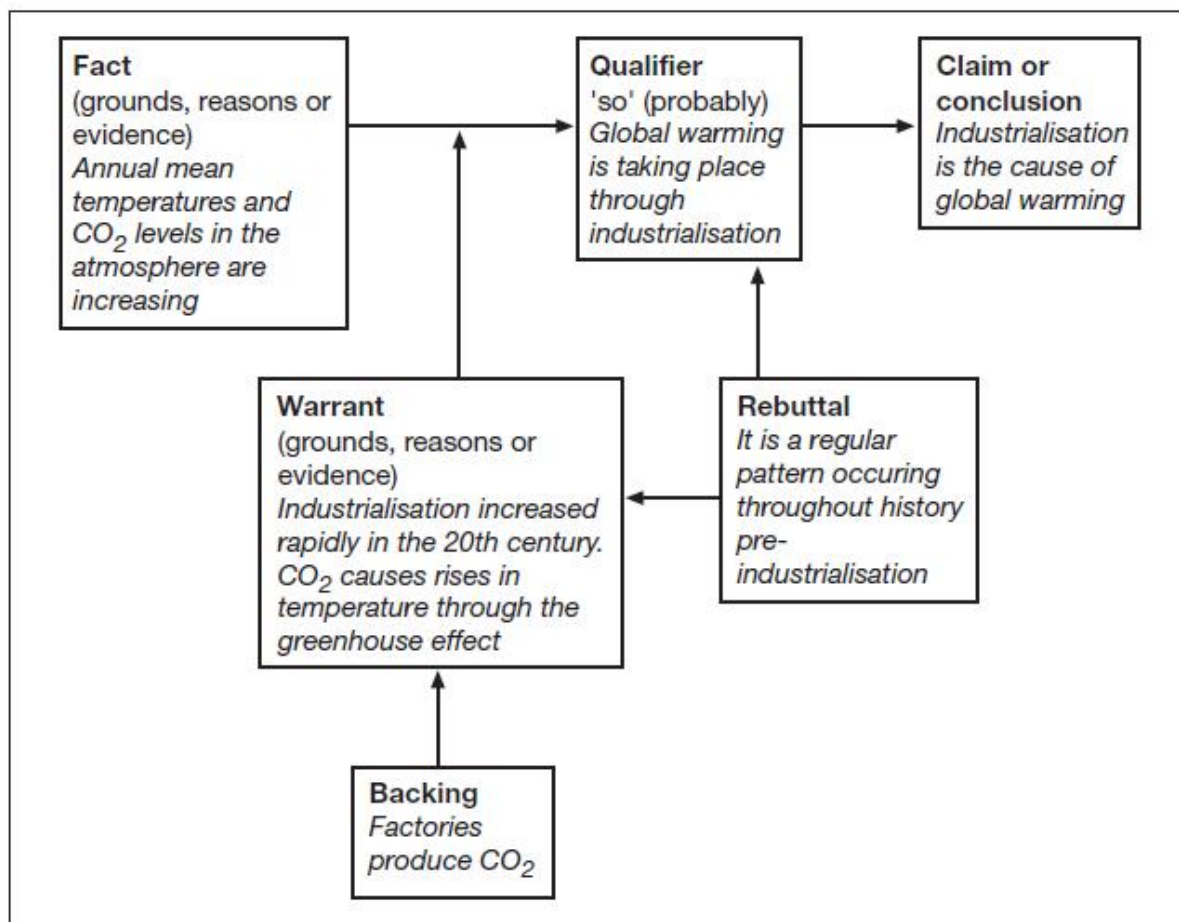 Fact
(grounds, reasons or
evidence)
Annual mean
temperatures and
CO2 levels in the
atmosphere are
increasing
Qualifier
'so' (probably)
Global warming
is taking place
through
industrialisation
Claim or
conclusion
Industrialisation
is the cause of
global warming
Warrant
(grounds, reasons or
evidence)
Industrialisation increased
rapidly in the 20th century.
CO2 causes rises in
temperature through the
greenhouse effect
Rebuttal
It is a regular
pattern occuring
throughout history
pre-
industrialisation
Backing
Factories
produce CO2